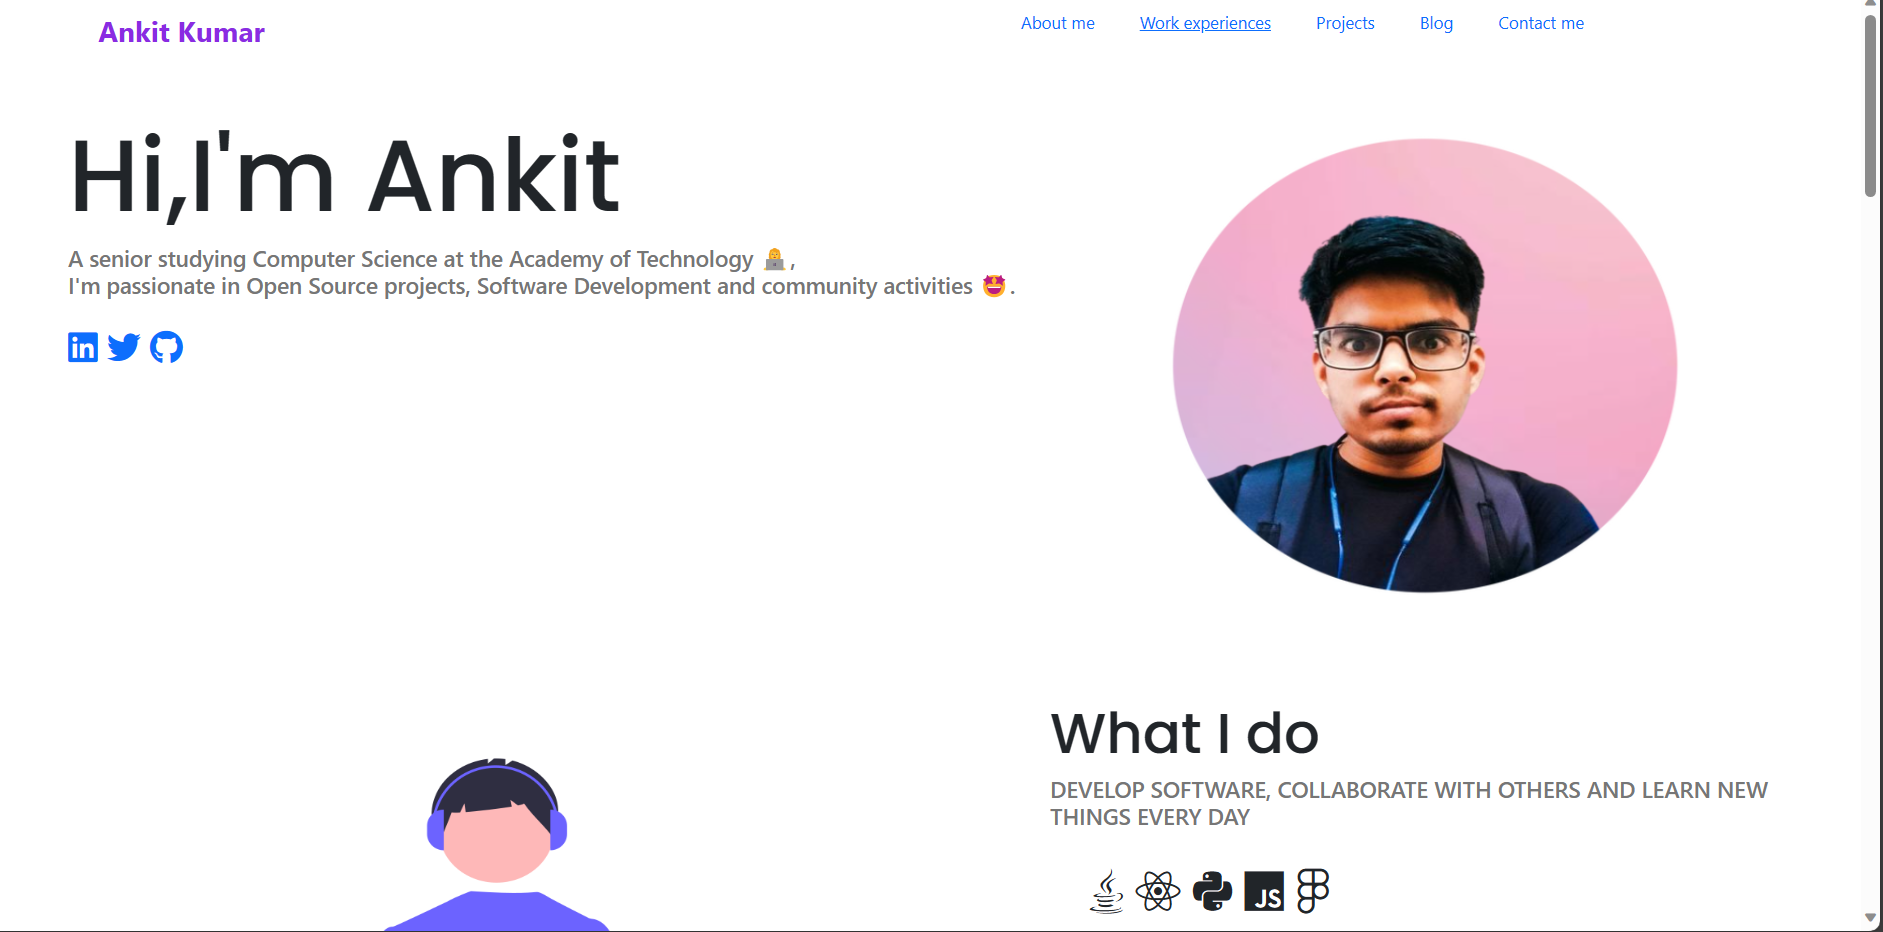 Ankit Kumar
About me
Work experiences
Projects
Blog
Contact me
Hi,I'm Ankit
A senior studying Computer Science at the Academy of Technology 🧑‍💻,
I'm passionate in Open Source projects, Software Development and community activities 🤩.
in
What I do
DEVELOP SOFTWARE, COLLABORATE WITH OTHERS AND LEARN NEW
THINGS EVERY DAY
JS